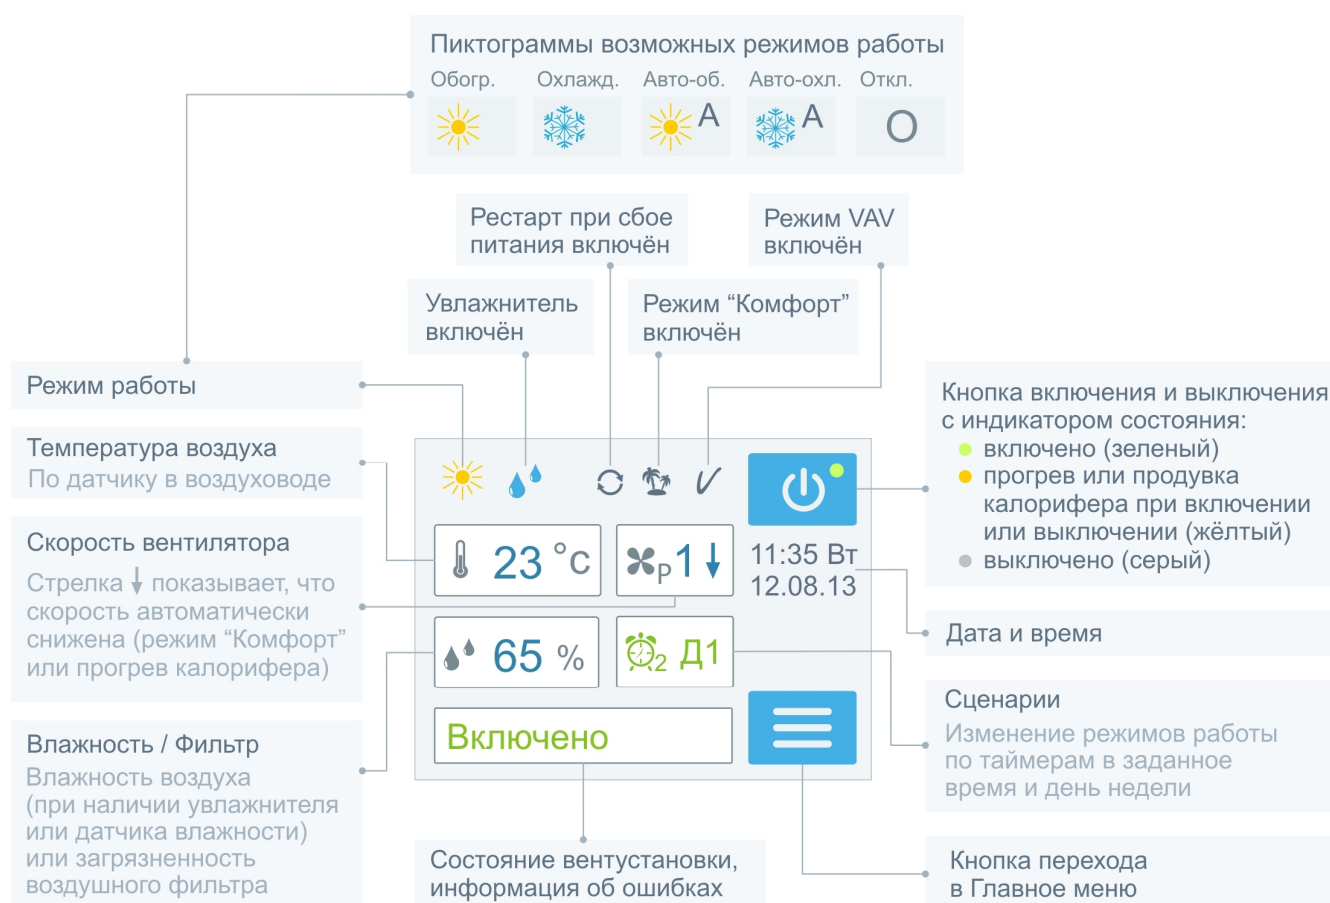 Пиктограммы возможных режимов работы
Обогр. Охлажд. Авто-об. Авто-охл. Откл.
А А О
Рестарт при сбое
питания включён
Режим VAV
включён
Увлажнитель
включён
Режим “Комфорт”
включён
Режим работы
Температура воздуха
По датчику в воздуховоде
Скорость вентилятора
Стрелка ↓ показывает, что
скорость автоматически
снижена (режим “Комфорт”
или прогрев калорифера)
Влажность / Фильтр
Влажность воздуха
(при наличии увлажнителя
или датчика влажности)
или загрязненность
воздушного фильтра
23 °C
P1 ↓
11:35 Вт
12.08.13
65 %
2 Д1
Включено
Кнопка включения и выключения
с индикатором состояния:
включено (зеленый)
прогрев или продувка
калорифера при включении
или выключении (жёлтый)
выключено (серый)
Дата и время
Сценарии
Изменение режимов работы
по таймерам в заданное
время и день недели
Состояние вентустановки,
информация об ошибках
Кнопка перехода
в Главное меню